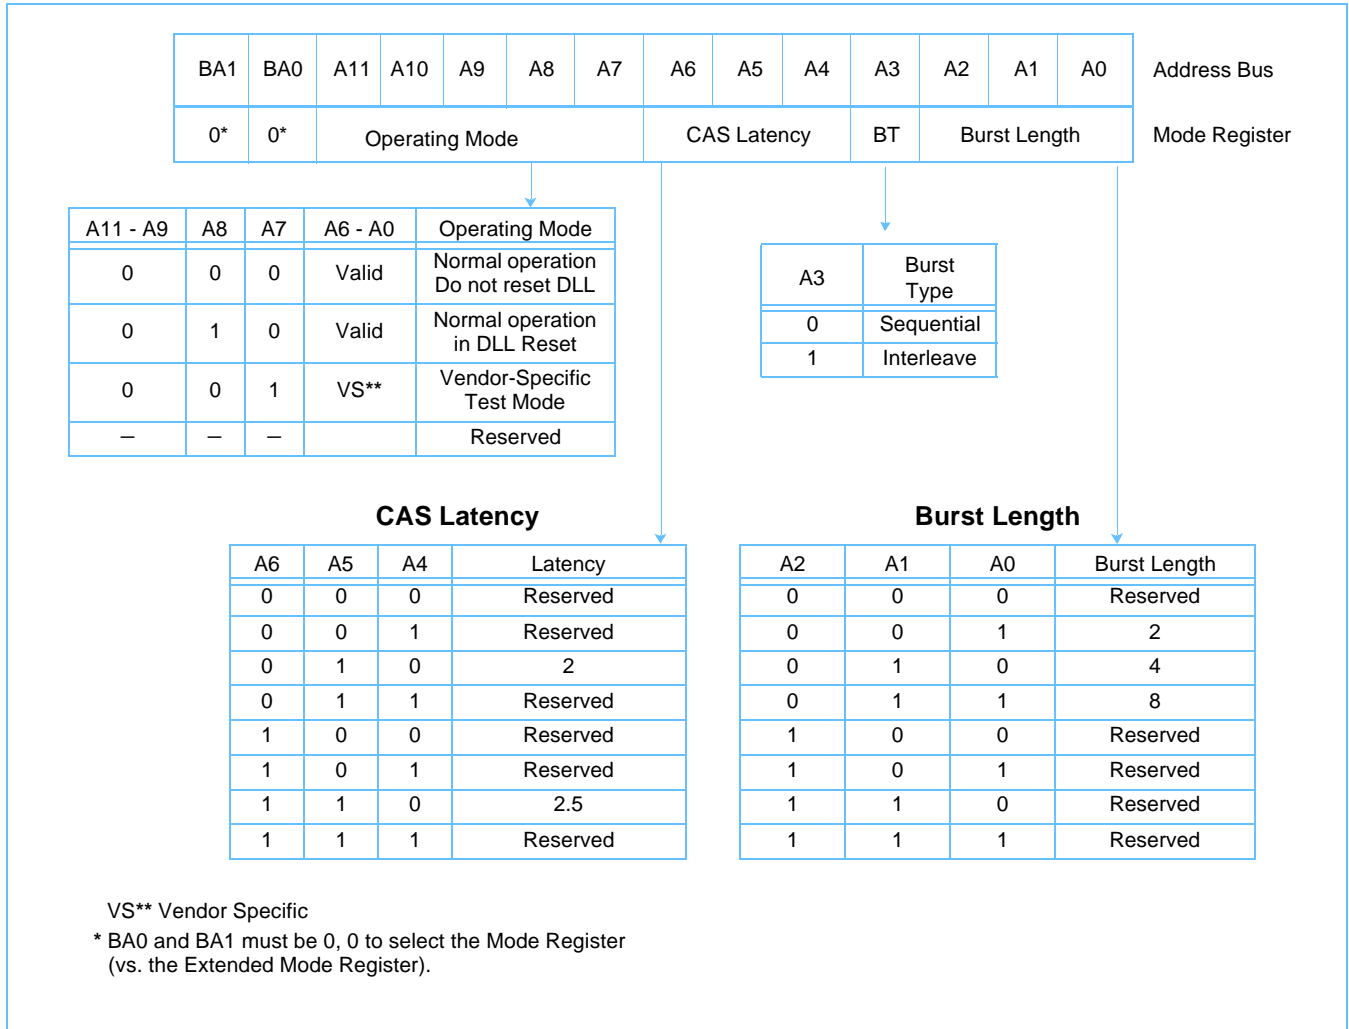 BA1 BA0 A11 A10 A9 A8 A7 A6 A5 A4 A3 A2 A1 A0 Address Bus
0* 0* Operating Mode CAS Latency BT Burst Length Mode Register
A11 - A9 A8 A7 A6 - A0 Operating Mode
0 0 0 Valid Normal operation
Do not reset DLL
0 1 0 Valid Normal operation
in DLL Reset
0 0 1 VS** Vendor-Specific
Test Mode
– – – Reserved
A3 Burst
Type
0 Sequential
1 Interleave
CAS Latency
A6 A5 A4 Latency
0 0 0 Reserved
0 0 1 Reserved
0 1 0 2
0 1 1 Reserved
1 0 0 Reserved
1 0 1 Reserved
1 1 0 2.5
1 1 1 Reserved
Burst Length
A2 A1 A0 Burst Length
0 0 0 Reserved
0 0 1 2
0 1 0 4
0 1 1 8
1 0 0 Reserved
1 0 1 Reserved
1 1 0 Reserved
1 1 1 Reserved
VS** Vendor Specific
* BA0 and BA1 must be 0, 0 to select the Mode Register
(vs. the Extended Mode Register).